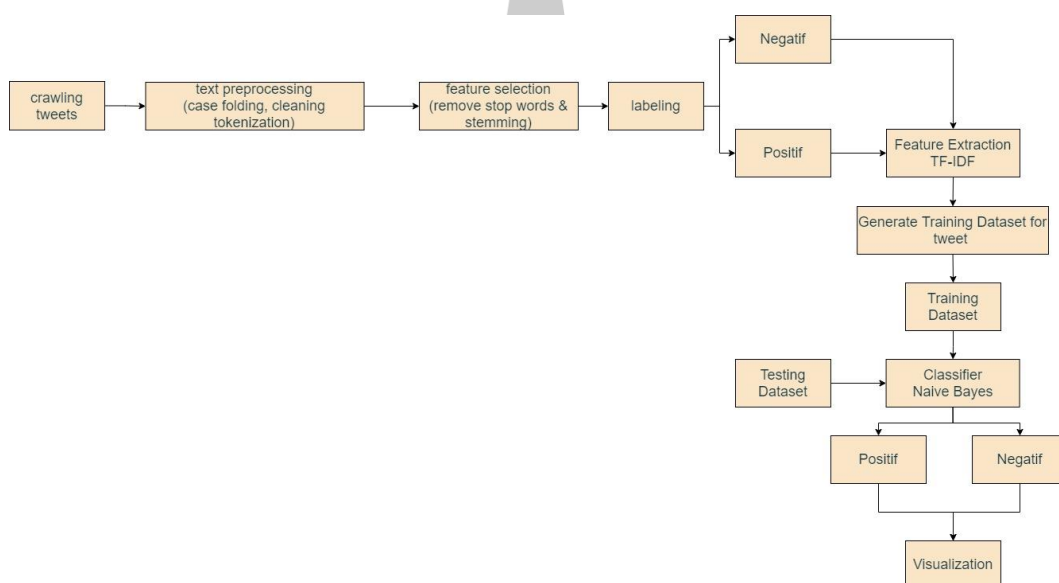 crawling
tweets
text preprocessing
(case folding, cleaning
tokenization)
feature selection
(remove stop words &
stemming)
labeling
Negatif
Positif
Feature Extraction
TF-IDF
Generate Training Dataset for
tweet
Training
Dataset
Testing
Dataset
Classifier
Naive Bayes
Positif
Negatif
Visualization